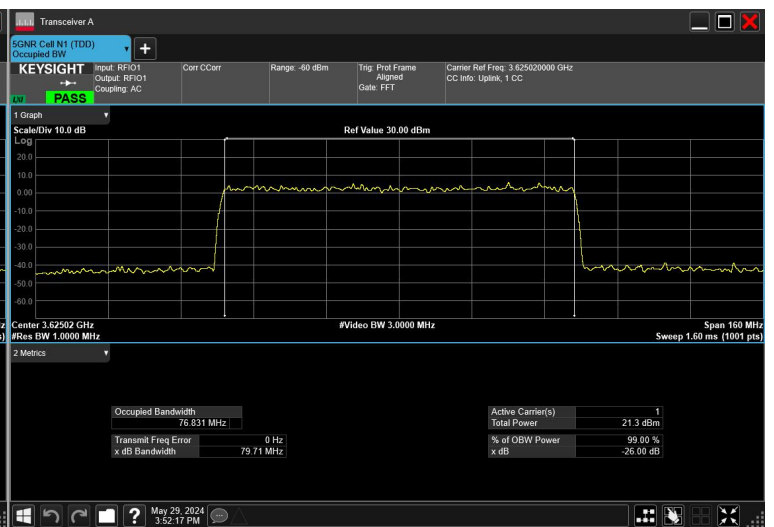 Transceiver A
5GNR Cell N1 (TDD)
Occupied BW
+
KEYSIGHT
Input: RFIO1
Output: RFIO1
Coupling: AC
Corr CCorr
Range: -60 dBm
Trig: Prot Frame
Aligned
Gate: FFT
Carrier Ref Freq: 3.625020000 GHz
CC Info: Uplink, 1 CC
LXI
PASS
1 Graph
Scale/Div 10.0 dB
Ref Value 30.00 dBm
Log
20.0
10.0
0.00
-10.0
-20.0
-30.0
-40.0
-50.0
-60.0
Center 3.62502 GHz
#Video BW 3.0000 MHz
Span 160 MHz
#Res BW 1.0000 MHz
Sweep 1.60 ms (1001 pts)
2 Metrics
Occupied Bandwidth
76.831 MHz
Active Carrier(s) 1
Total Power 21.3 dBm
Transmit Freq Error 0 Hz
x dB Bandwidth 79.71 MHz
% of OBW Power 99.00 %
x dB -26.00 dB
?
May 29, 2024
3:52:17 PM